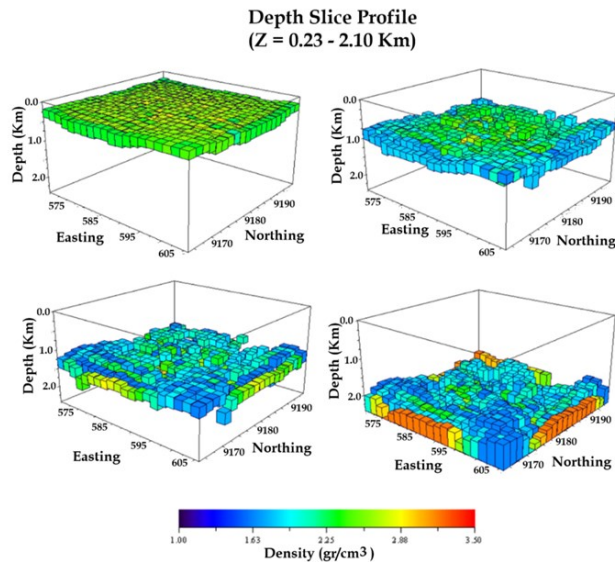 Depth Slice Profile
(Z = 0.23 - 2.10 Km)
0.0
1.0
2.0
Depth (Km)
575
585
595
605
Easting
9170
9180
9190
Northing
0.0
1.0
2.0
Depth (Km)
575
585
595
605
Easting
9170
9180
9190
Northing
0.0
1.0
2.0
Depth (Km)
575
585
595
605
Easting
9170
9180
9190
Northing
0.0
1.0
2.0
Depth (Km)
575
585
595
605
Easting
9170
9180
9190
Northing
1.00 1.63 2.25 2.88 3.50
Density (gr/cm³)